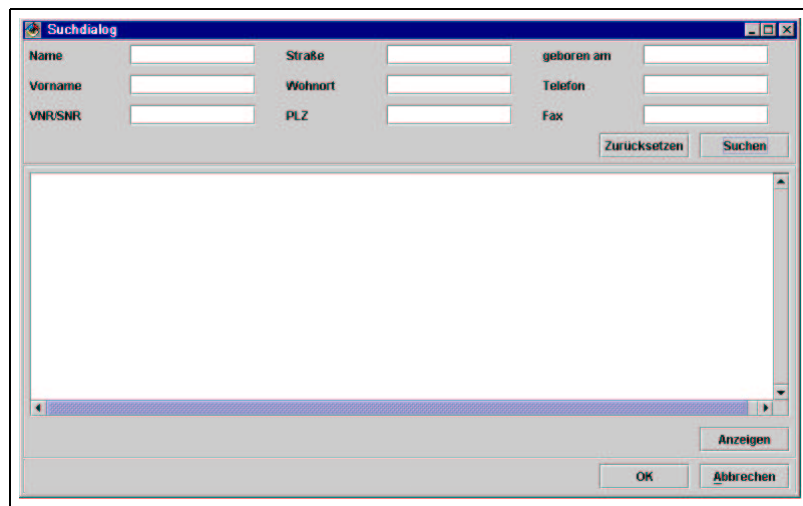 Suchdialog
Name Straße geboren am
Vorname Wohnort Telefon
VNR/SNR PLZ Fax
Zurücksetzen Suchen
Anzeigen
OK Abbrechen